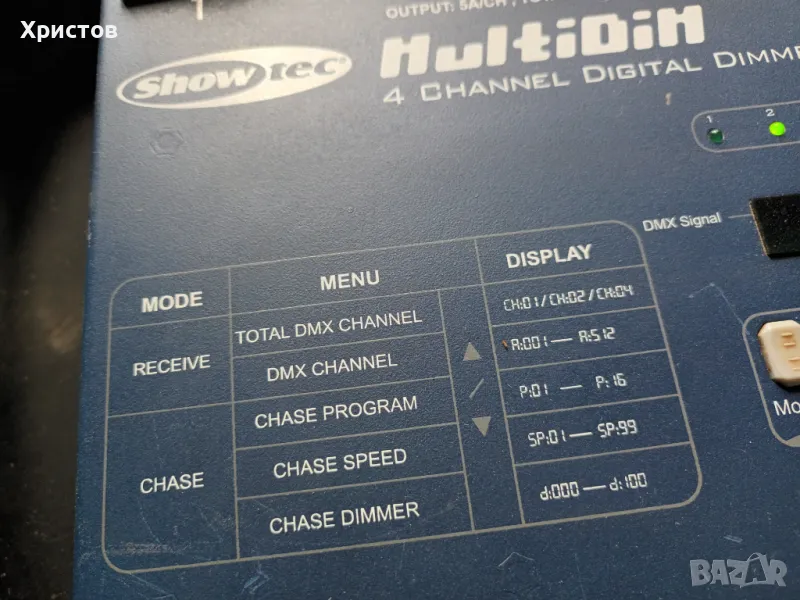 Христов
1
OUTPUT: 5A/CH
Showtec
MultiDiM
4 CHANNEL DIGITAL
1 2
DMX Signal
MODE MENU DISPLAY
RECEIVE
TOTAL DMX CHANNEL CH:01/CH:02/CH:04
DMX CHANNEL A:001 — A:512
CHASE
CHASE PROGRAM P:01 — P:16
CHASE SPEED SP:01 — SP:99
CHASE DIMMER d:000 — d:100
BAZAR